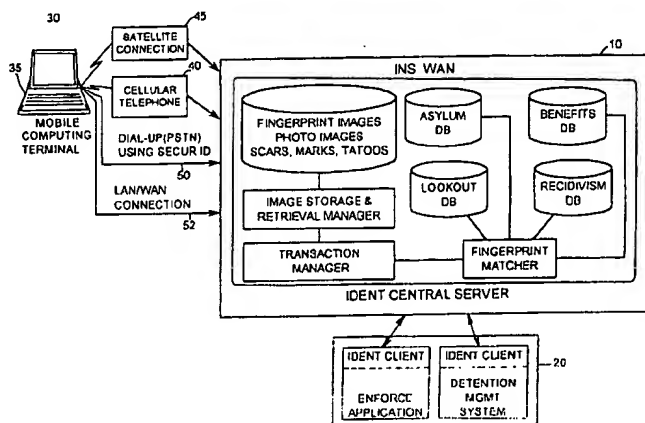 30
45
SATELLITE
CONNECTION
10
35
40
CELLULAR
TELEPHONE
MOBILE
COMPUTING
TERMINAL
DIAL-UP(PSTN)
USING SECUR ID
50
LAN/WAN
CONNECTION
52
INS WAN
FINGERPRINT IMAGES
PHOTO IMAGES
SCARS, MARKS, TATOOS
ASYLUM
DB
BENEFITS
DB
LOOKOUT
DB
RECIDIVISM
DB
IMAGE STORAGE &
RETRIEVAL MANAGER
TRANSACTION
MANAGER
FINGERPRINT
MATCHER
IDENT CENTRAL SERVER
IDENT CLIENT
ENFORCE
APPLICATION
IDENT CLIENT
DETENTION
MGMT
SYSTEM
20